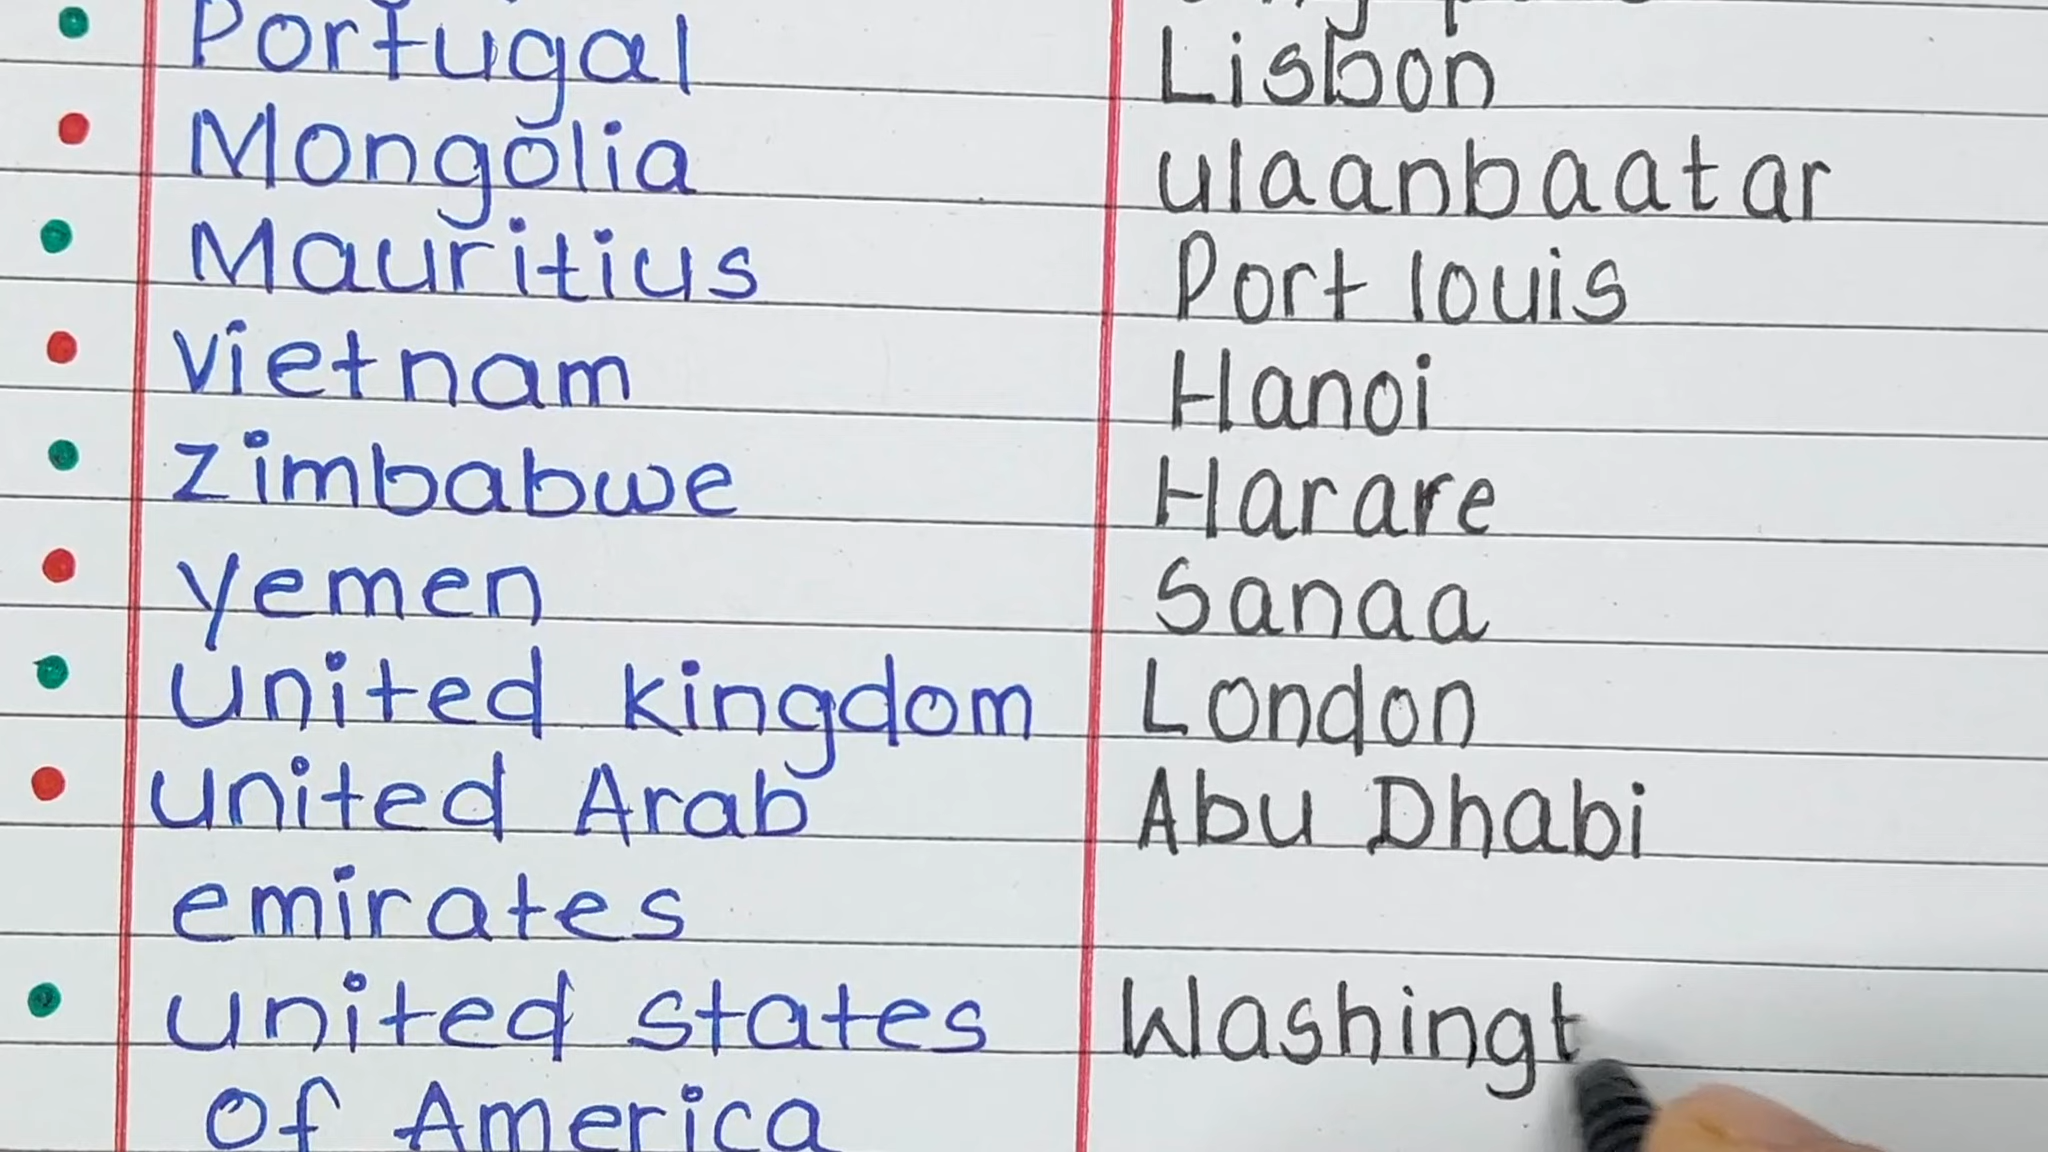 Portugal Lisbon
Mongolia ulaanbaatar
Mauritius Port louis
vietnam Hanoi
zimbabwe Harare
yemen Sanaa
united kingdom London
united Arab Abu Dhabi
emirates
united states Washingt
of America